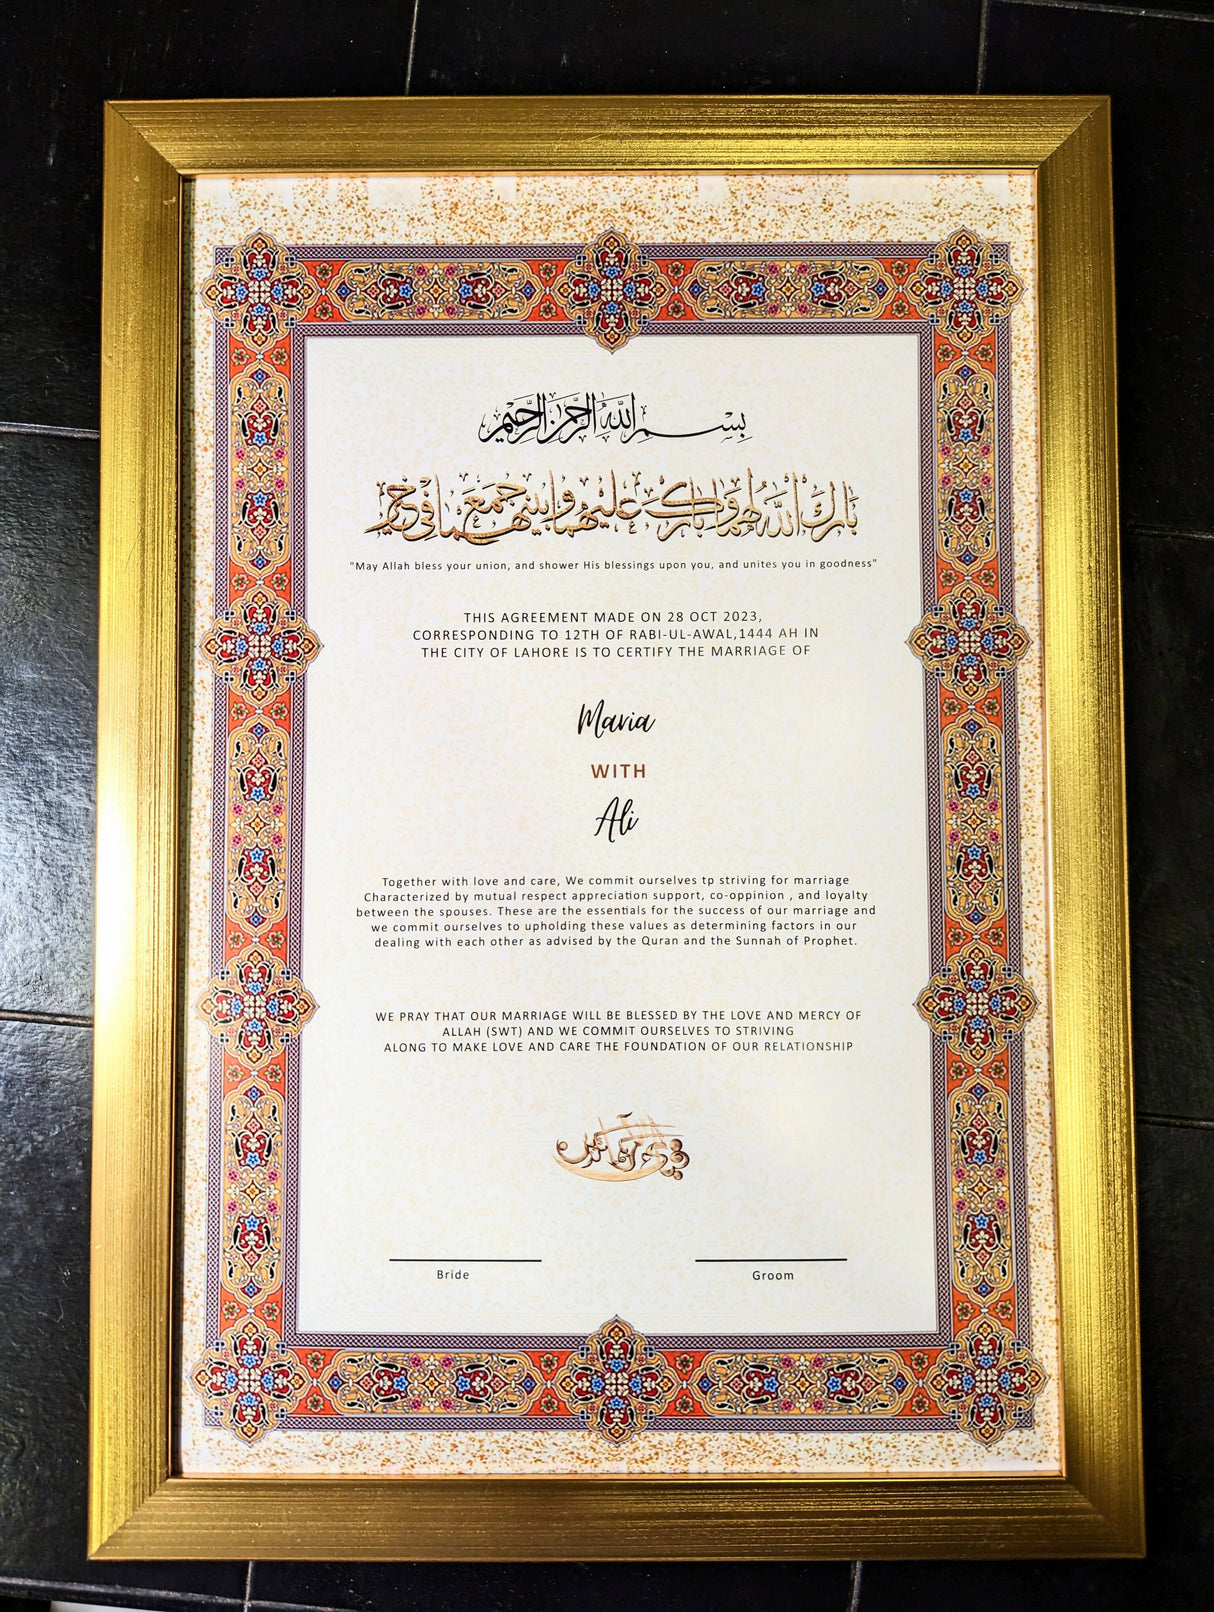 بسم الله الرحمن الرحيم
بارك الله لهما وبارك عليهما وجمع بينهما في خير
"May Allah bless your union, and shower His blessings upon you, and unites you in goodness"
THIS AGREEMENT MADE ON 28 OCT 2023,
CORRESPONDING TO 12TH OF RABI-UL-AWAL,1444 AH IN
THE CITY OF LAHORE IS TO CERTIFY THE MARRIAGE OF
Maria
WITH
Ali
Together with love and care, We commit ourselves tp striving for marriage
Characterized by mutual respect appreciation support, co-oppinion , and loyalty
between the spouses. These are the essentials for the success of our marriage and
we commit ourselves to upholding these values as determining factors in our
dealing with each other as advised by the Quran and the Sunnah of Prophet.
WE PRAY THAT OUR MARRIAGE WILL BE BLESSED BY THE LOVE AND MERCY OF
ALLAH (SWT) AND WE COMMIT OURSELVES TO STRIVING
ALONG TO MAKE LOVE AND CARE THE FOUNDATION OF OUR RELATIONSHIP
Bride Groom